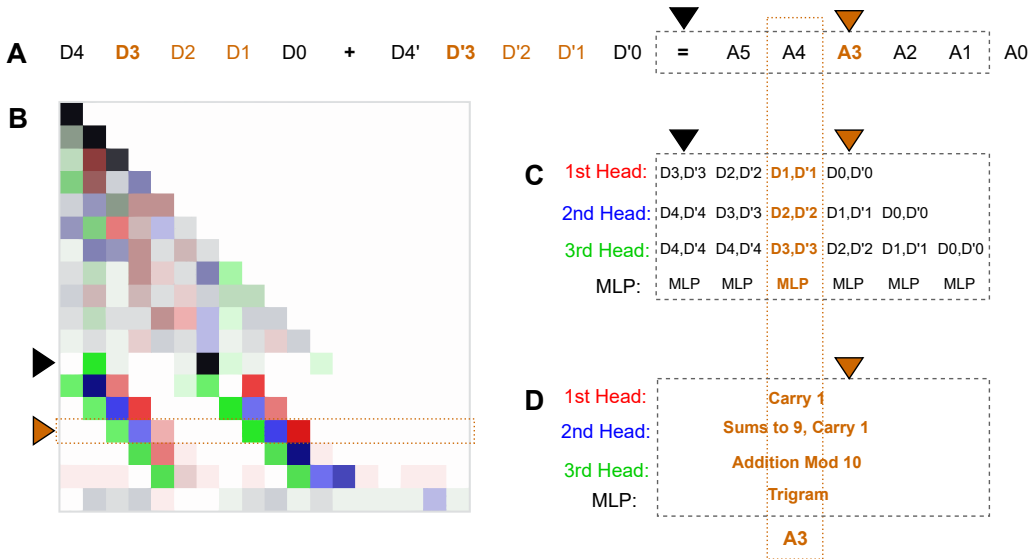 A D4 D3 D2 D1 D0 + D4' D'3 D'2 D'1 D'0 = A5 A4 A3 A2 A1 A0
B
C
1st Head: D3,D'3 D2,D'2 D1,D'1 D0,D'0
2nd Head: D4,D'4 D3,D'3 D2,D'2 D1,D'1 D0,D'0
3rd Head: D4,D'4 D4,D'4 D3,D'3 D2,D'2 D1,D'1 D0,D'0
MLP: MLP MLP MLP MLP MLP MLP
D
1st Head: Carry 1
2nd Head: Sums to 9, Carry 1
3rd Head: Addition Mod 10
MLP: Trigram
A3